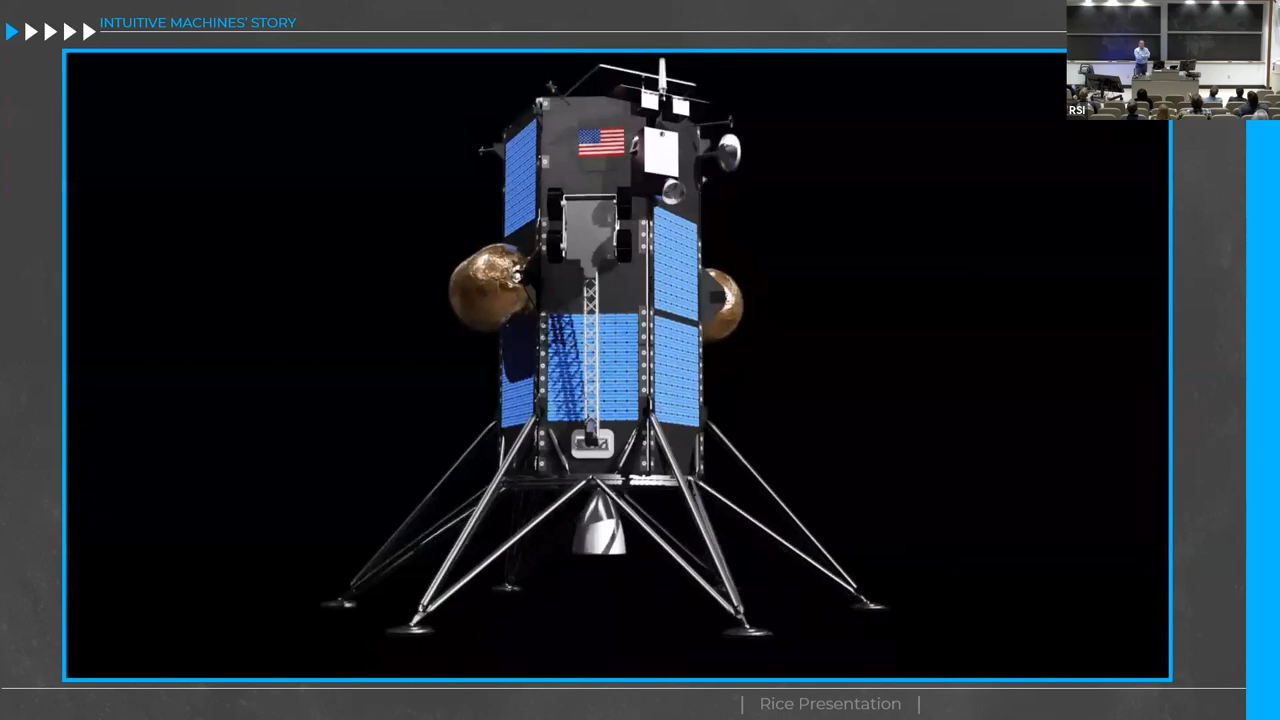 INTUITIVE MACHINES' STORY
RSI
| Rice Presentation |